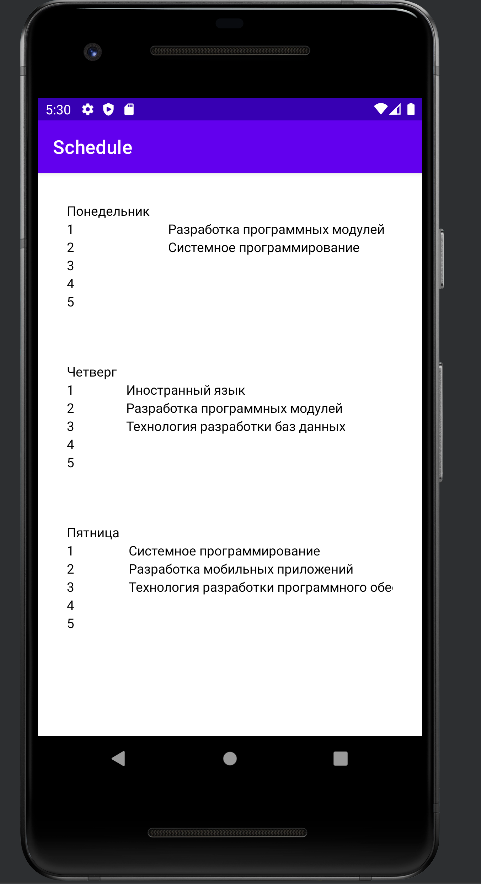 5:30
Schedule
Понедельник
1 Разработка программных модулей
2 Системное программирование
3
4
5
Четверг
1 Иностранный язык
2 Разработка программных модулей
3 Технология разработки баз данных
4
5
Пятница
1 Системное программирование
2 Разработка мобильных приложений
3 Технология разработки программного обес
4
5